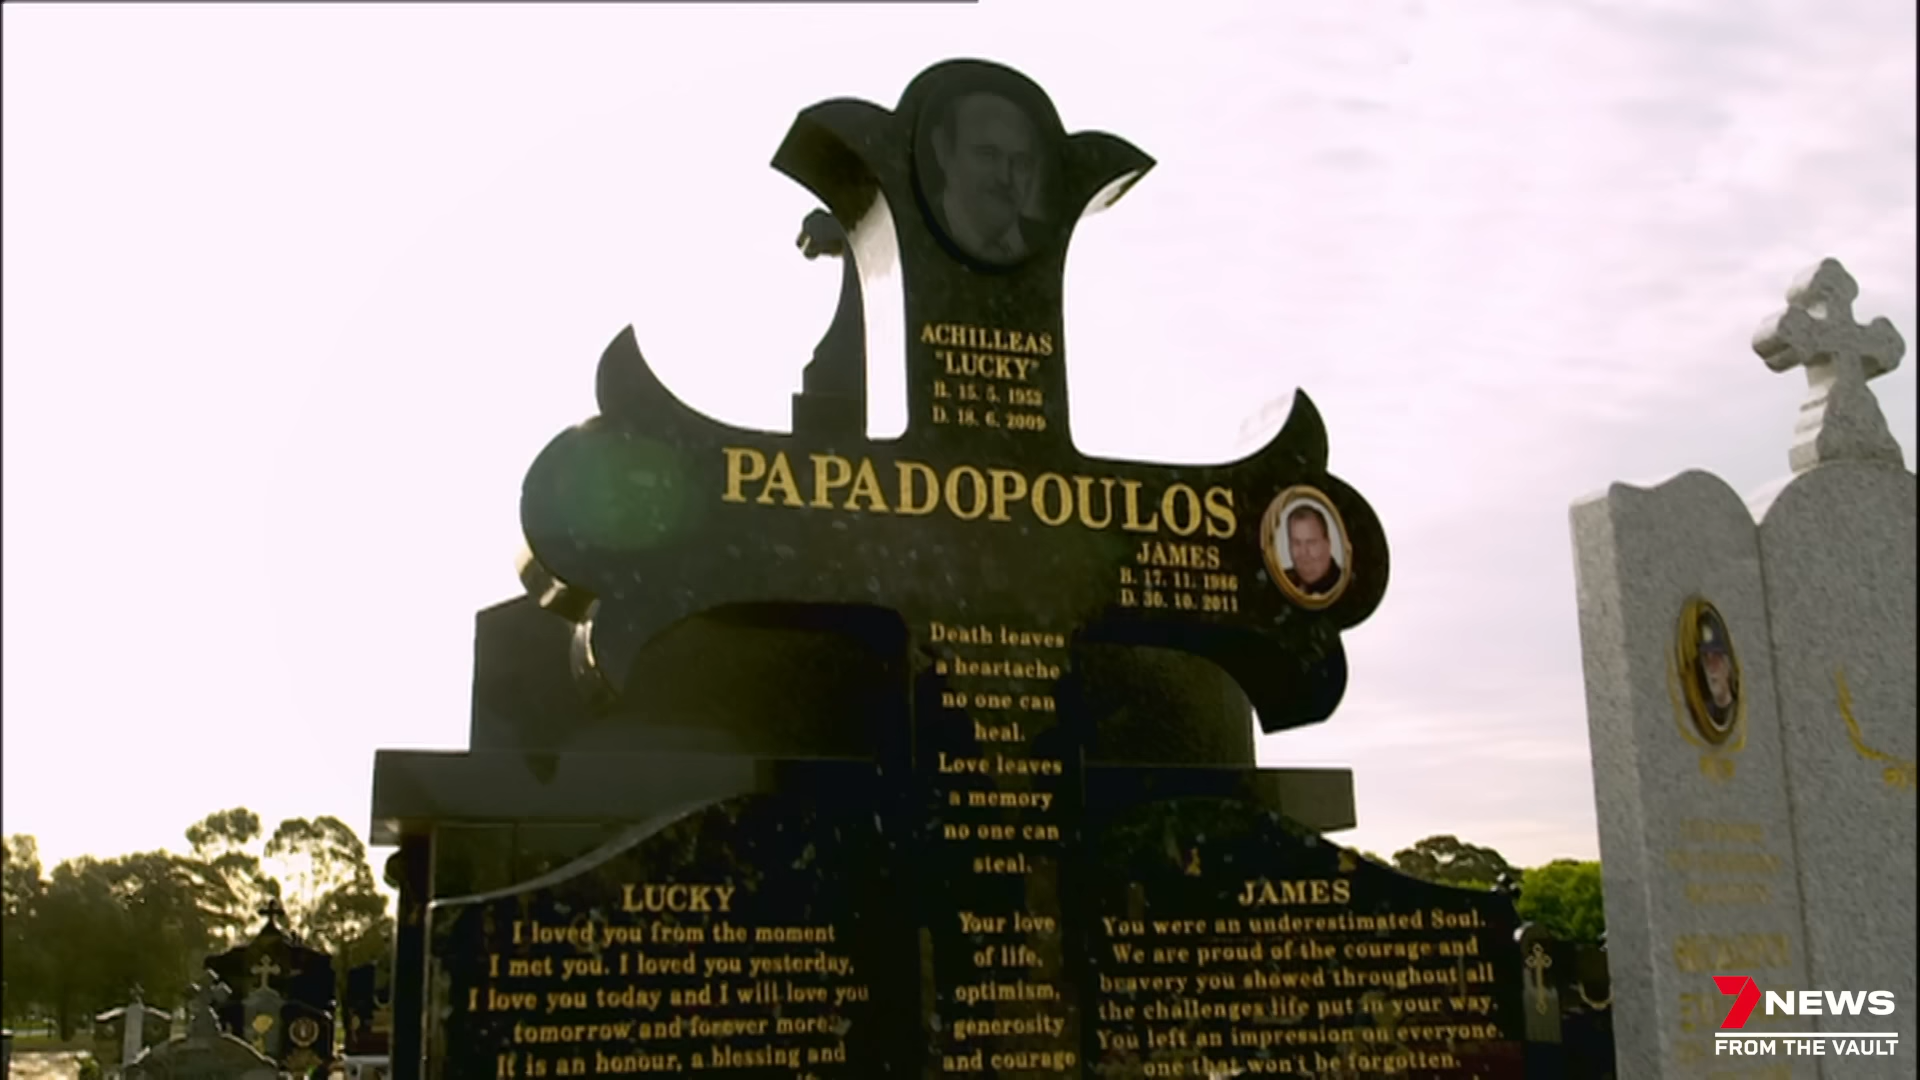 ACHILLEAS
"LUCKY"
B. 15. 5. 1953
D. 18. 6. 2009
PAPADOPOULOS
JAMES
B. 17. 11. 1986
D. 30. 10. 2011
Death leaves
a heartache
no one can
heal.
Love leaves
a memory
no one can
steal.
Your love
of life,
optimism,
generosity
and courage
LUCKY
I loved you from the moment
I met you. I loved you yesterday,
I love you today and I will love you
tomorrow and forever more.
It is an honour, a blessing and
JAMES
You were an underestimated Soul.
We are proud of the courage and
bravery you showed throughout all
the challenges life put in your way.
You left an impression on everyone,
one that won't be forgotten.
7NEWS
FROM THE VAULT